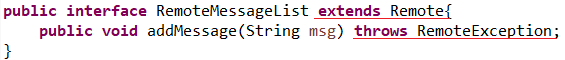 public interface RemoteMessageList extends Remote{
    public void addMessage(String msg) throws RemoteException;
}